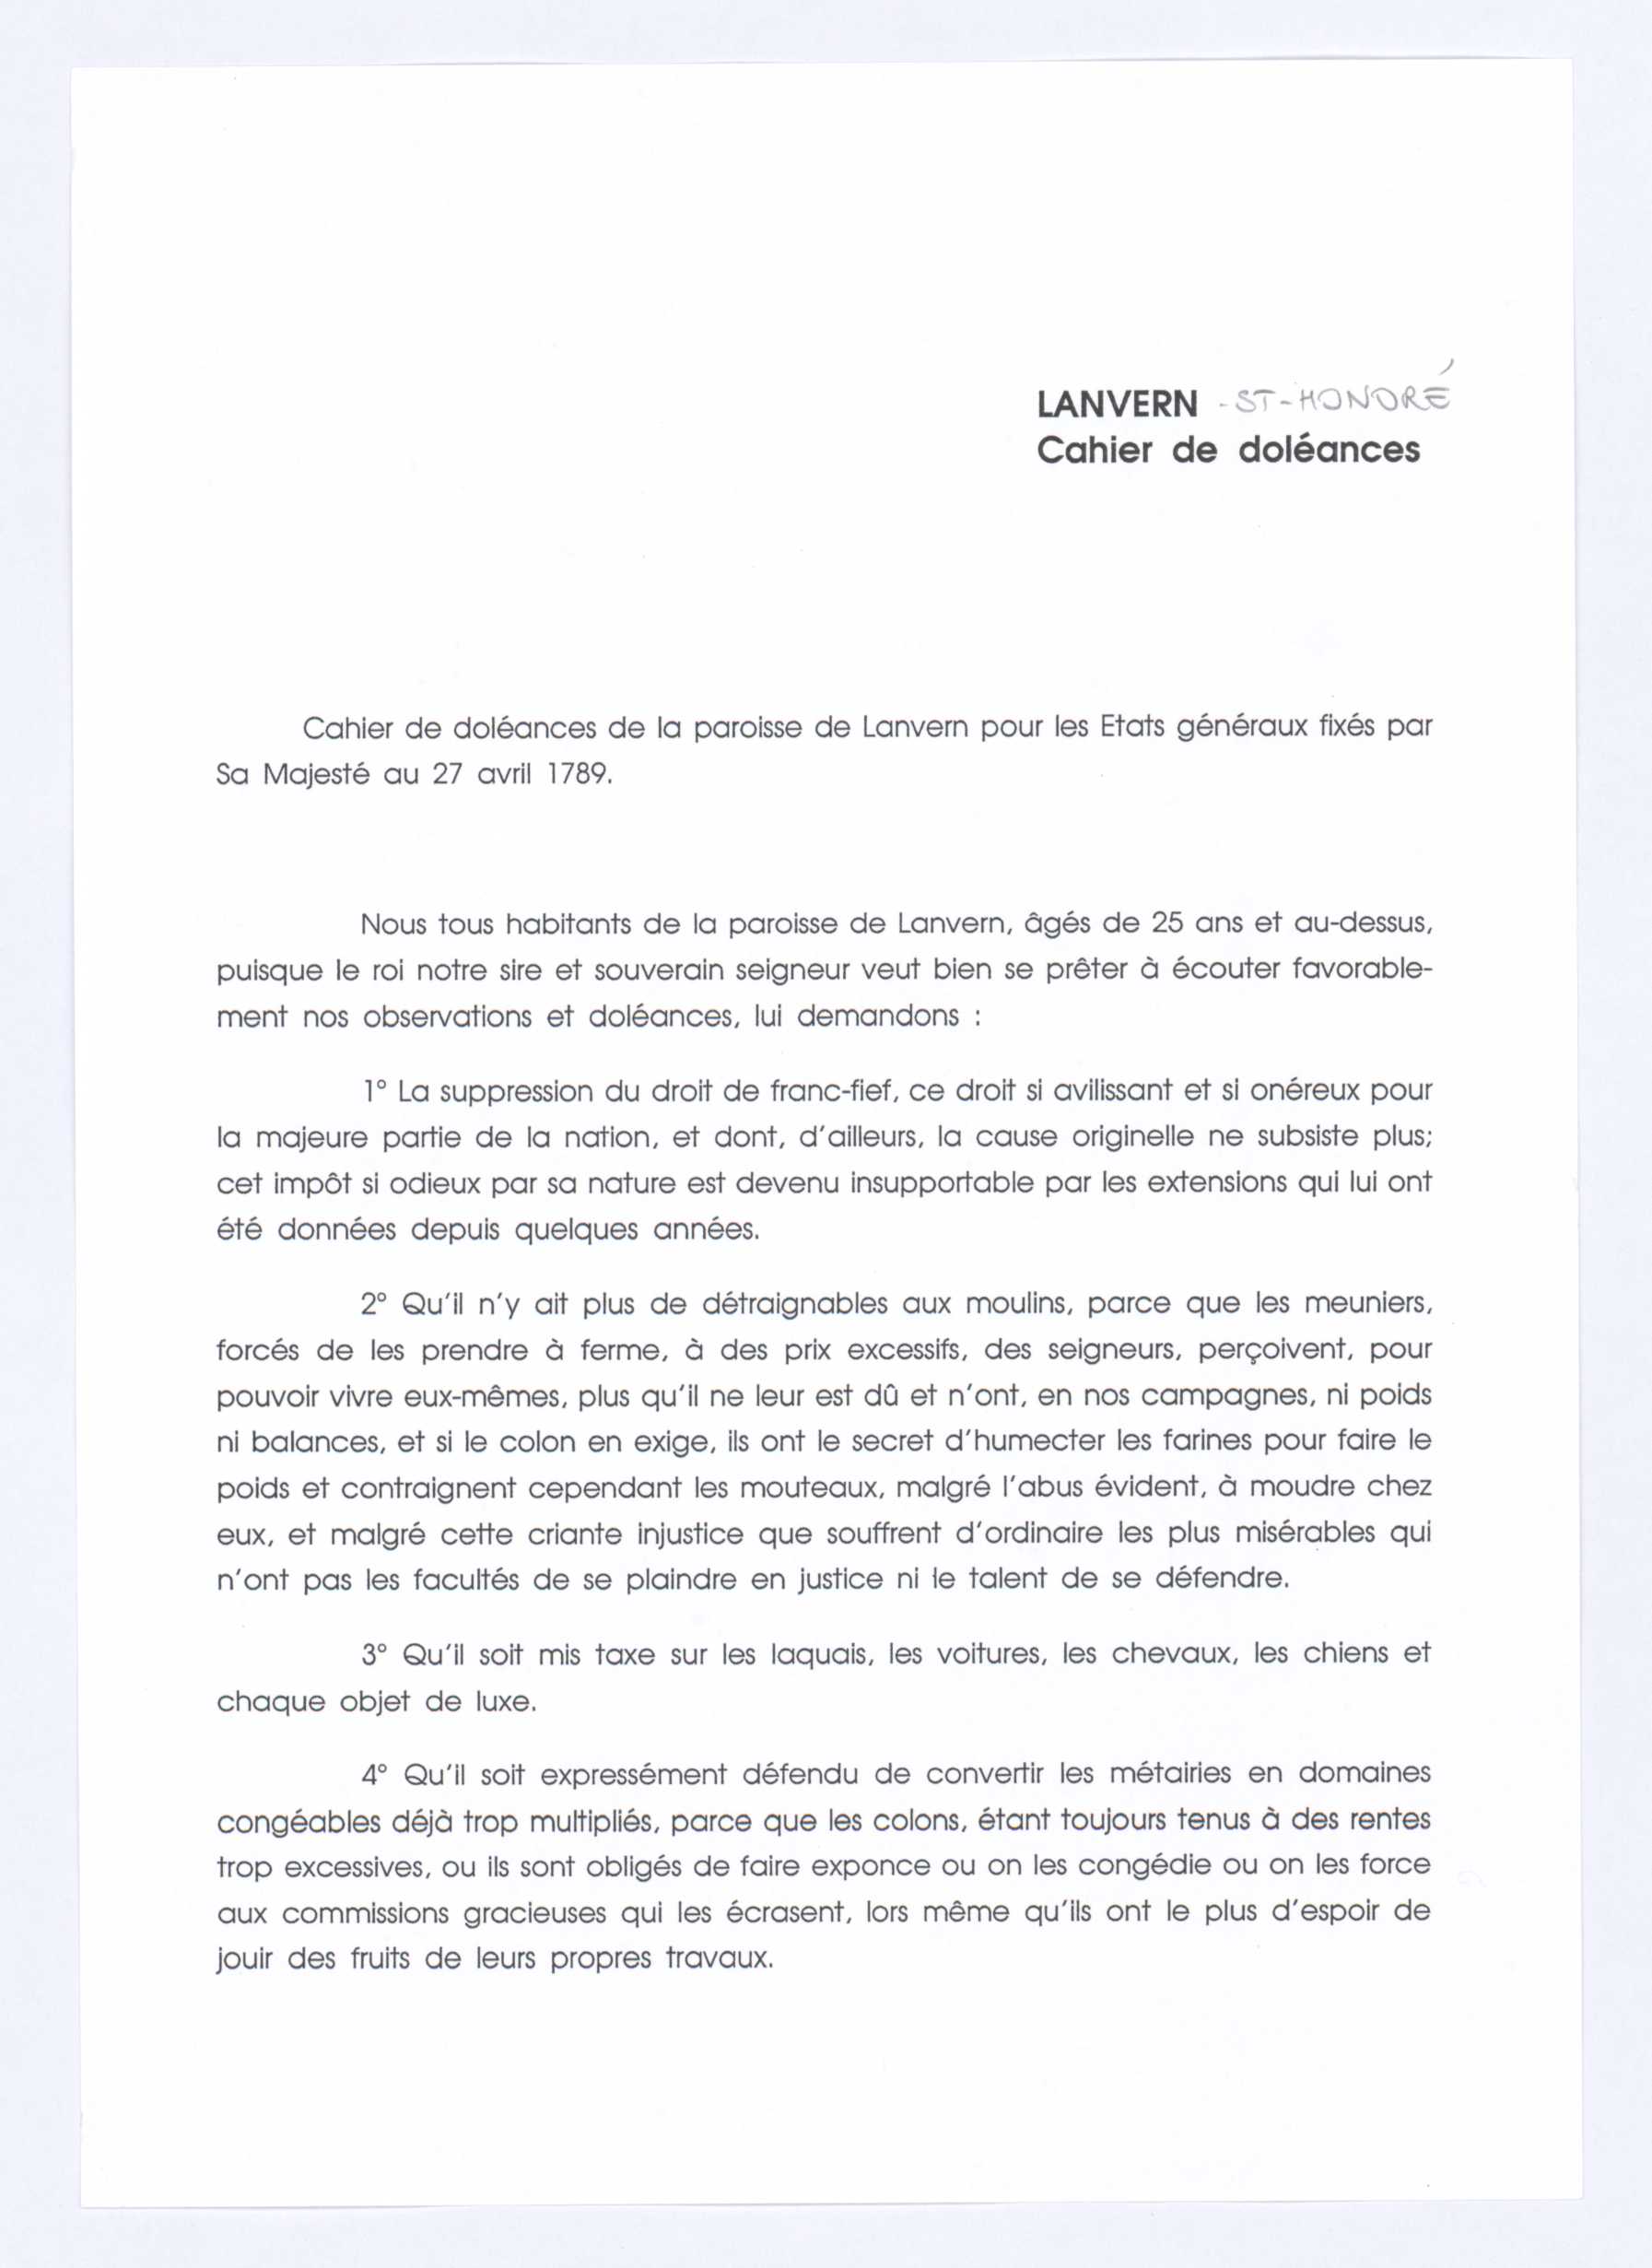 LANVERN - ST-HONORÉ
Cahier de doléances
Cahier de doléances de la paroisse de Lanvern pour les Etats généraux fixés par
Sa Majesté au 27 avril 1789.
Nous tous habitants de la paroisse de Lanvern, âgés de 25 ans et au-dessus,
puisque le roi notre sire et souverain seigneur veut bien se prêter à écouter favorable-
ment nos observations et doléances, lui demandons :
1° La suppression du droit de franc-fief, ce droit si avilissant et si onéreux pour
la majeure partie de la nation, et dont, d'ailleurs, la cause originelle ne subsiste plus;
cet impôt si odieux par sa nature est devenu insupportable par les extensions qui lui ont
été données depuis quelques années.
2° Qu'il n'y ait plus de détraignables aux moulins, parce que les meuniers,
forcés de les prendre à ferme, à des prix excessifs, des seigneurs, perçoivent, pour
pouvoir vivre eux-mêmes, plus qu'il ne leur est dû et n'ont, en nos campagnes, ni poids
ni balances, et si le colon en exige, ils ont le secret d'humecter les farines pour faire le
poids et contraignent cependant les mouteaux, malgré l'abus évident, à moudre chez
eux, et malgré cette criante injustice que souffrent d'ordinaire les plus misérables qui
n'ont pas les facultés de se plaindre en justice ni le talent de se défendre.
3° Qu'il soit mis taxe sur les laquais, les voitures, les chevaux, les chiens et
chaque objet de luxe.
4° Qu'il soit expressément défendu de convertir les métairies en domaines
congéables déjà trop multipliés, parce que les colons, étant toujours tenus à des rentes
trop excessives, ou ils sont obligés de faire exponce ou on les congédie ou on les force
aux commissions gracieuses qui les écrasent, lors même qu'ils ont le plus d'espoir de
jouir des fruits de leurs propres travaux.